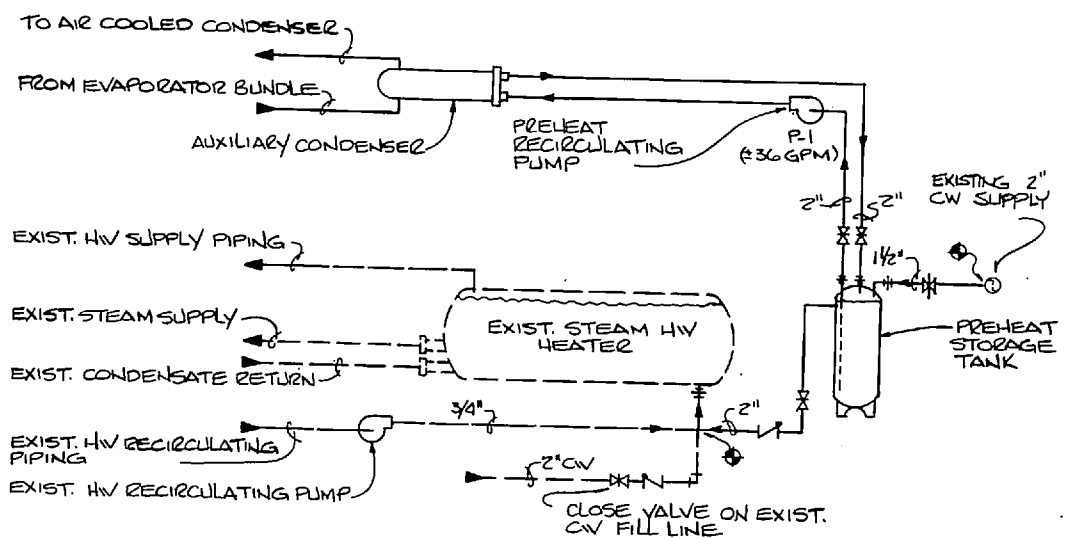 TO AIR COOLED CONDENSER
FROM EVAPORATOR BUNDLE
AUXILIARY CONDENSER
PREHEAT
RECIRCULATING
PUMP
P-1
(±36 GPM)
EXISTING 2"
CW SUPPLY
2"
2"
1½"
EXIST. HW SUPPLY PIPING
EXIST. STEAM SUPPLY
EXIST. CONDENSATE RETURN
EXIST. STEAM HW
HEATER
PREHEAT
STORAGE
TANK
3/4"
2"
EXIST. HW RECIRCULATING
PIPING
EXIST. HW RECIRCULATING PUMP
2" CW
CLOSE VALVE ON EXIST.
CW FILL LINE